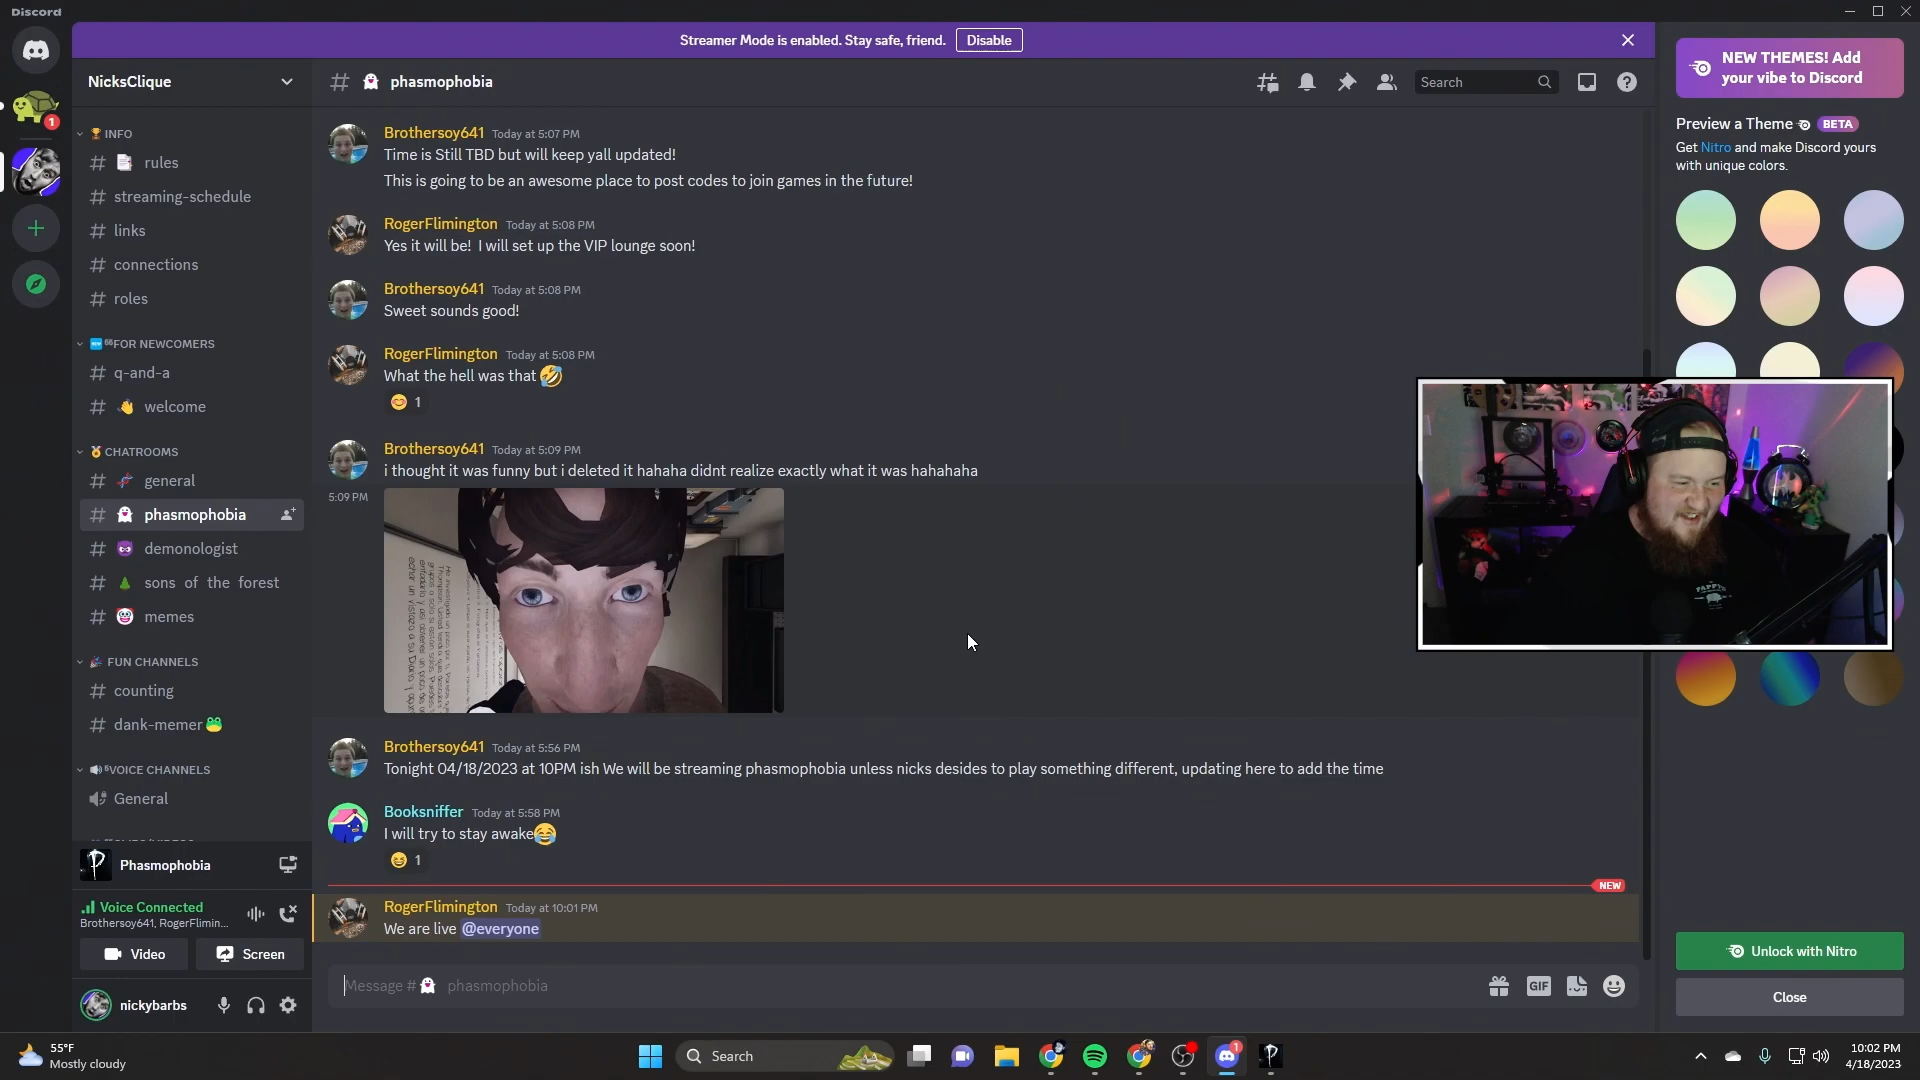 Discord
Streamer Mode is enabled. Stay safe, friend.
Disable
NicksClique
phasmophobia
Search
INFO
rules
streaming-schedule
links
connections
roles
FOR NEWCOMERS
q-and-a
welcome
CHATROOMS
general
phasmophobia
demonologist
sons of the forest
memes
FUN CHANNELS
counting
dank-memer
VOICE CHANNELS
General
Phasmophobia
Voice Connected
Brothersoy641, RogerFlimin...
Video
Screen
nickybarbs
Brothersoy641 Today at 5:07 PM
Time is Still TBD but will keep yall updated!
This is going to be an awesome place to post codes to join games in the future!
RogerFlimington Today at 5:08 PM
Yes it will be! I will set up the VIP lounge soon!
Brothersoy641 Today at 5:08 PM
Sweet sounds good!
RogerFlimington Today at 5:08 PM
What the hell was that 🤣
😊 1
Brothersoy641 Today at 5:09 PM
i thought it was funny but i deleted it hahaha didnt realize exactly what it was hahahaha
5:09 PM
Brothersoy641 Today at 5:56 PM
Tonight 04/18/2023 at 10PM ish We will be streaming phasmophobia unless nicks desides to play something different, updating here to add the time
Booksniffer Today at 5:58 PM
I will try to stay awake😂
😆 1
NEW
RogerFlimington Today at 10:01 PM
We are live @everyone
Message # 👻 phasmophobia
GIF
NEW THEMES! Add
your vibe to Discord
Preview a Theme BETA
Get Nitro and make Discord yours
with unique colors.
Unlock with Nitro
Close
1
55°F
Mostly cloudy
Search
1
10:02 PM
4/18/2023